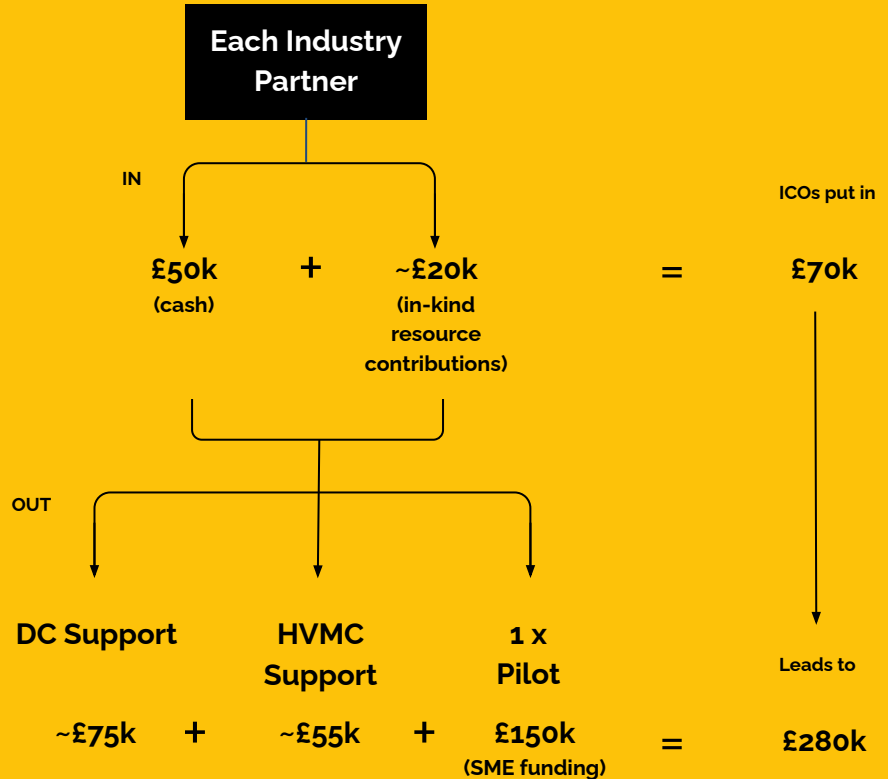 Each Industry
Partner
IN
ICOs put in
£50k + ~£20k = £70k
(cash)
(in-kind
resource
contributions)
OUT
DC Support
HVMC
Support
1 x
Pilot
Leads to
~£75k + ~£55k + £150k = £280k
(SME funding)